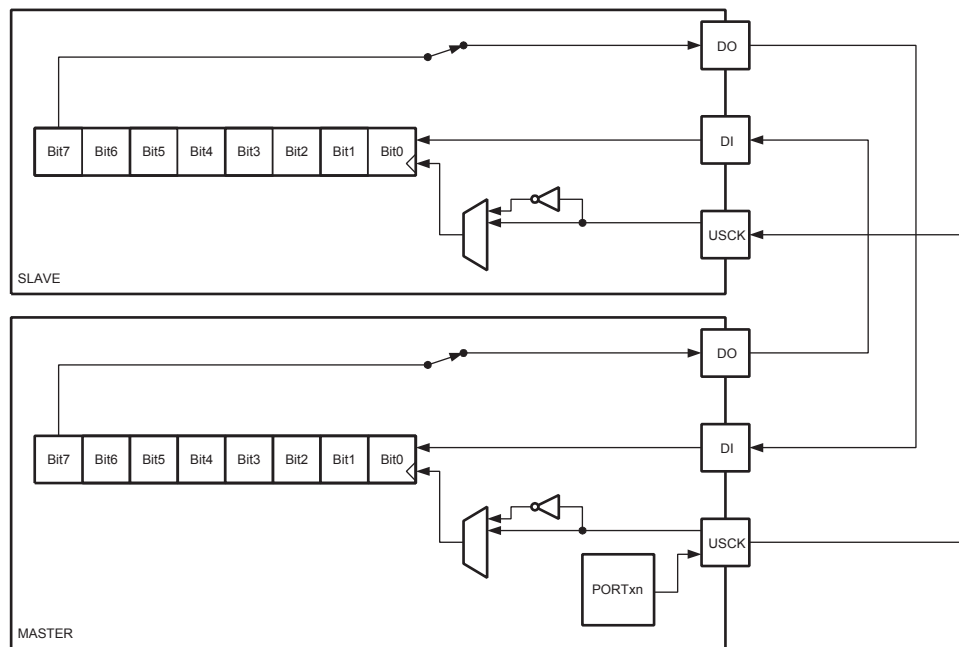 DO
Bit7 Bit6 Bit5 Bit4 Bit3 Bit2 Bit1 Bit0
DI
USCK
SLAVE
DO
Bit7 Bit6 Bit5 Bit4 Bit3 Bit2 Bit1 Bit0
DI
USCK
PORTxn
MASTER